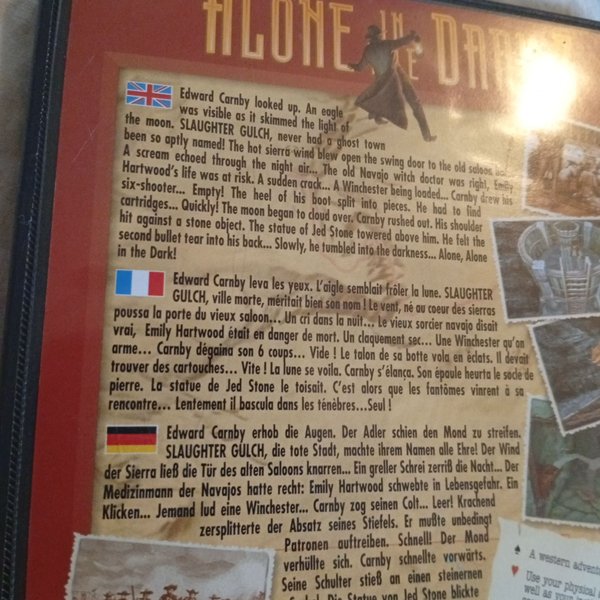 ALONE IN THE DARK
Edward Carnby looked up. An eagle
was visible as it skimmed the light of
the moon. SLAUGHTER GULCH, never had a ghost town
been so aptly named! The hot sierra wind blew open the swing door to the old saloon
A scream echoed through the night air... The old Navajo witch doctor was right, Emily
Hartwood's life was at risk. A sudden crack... A Winchester being loaded... Carnby drew his
six-shooter... Empty! The heel of his boot split into pieces. He had to find
cartridges... Quickly! The moon began to cloud over. Carnby rushed out. His shoulder
hit against a stone object. The statue of Jed Stone towered above him. He felt the
second bullet tear into his back... Slowly, he tumbled into the darkness... Alone, Alone
in the Dark!
Edward Carnby leva les yeux. L'aigle semblait frôler la lune. SLAUGHTER
GULCH, ville morte, méritait bien son nom ! Le vent, né au coeur des sierras
poussa la porte du vieux saloon... Un cri dans la nuit... Le vieux sorcier navajo disait
vrai, Emily Hartwood était en danger de mort. Un claquement sec... Une Winchester qu'on
arme... Carnby dégaina son 6 coups... Vide ! Le talon de sa botte vola en éclats. Il devait
trouver des cartouches... Vite ! La lune se voila. Carnby s'élança. Son épaule heurta le socle de
pierre. La statue de Jed Stone le toisait. C'est alors que les fantômes vinrent à sa
rencontre... Lentement il bascula dans les ténèbres...Seul !
Edward Carnby erhob die Augen. Der Adler schien den Mond zu streifen.
SLAUGHTER GULCH, die tote Stadt, machte ihrem Namen alle Ehre! Der Wind
der Sierra ließ die Tür des alten Saloons knarren... Ein greller Schrei zerriß die Nacht... Der
Medizinmann der Navajos hatte recht: Emily Hartwood schwebte in Lebensgefahr. Ein
Klicken... Jemand lud eine Winchester... Carnby zog seinen Colt... Leer! Krachend
zersplitterte der Absatz seines Stiefels. Er mußte unbedingt
Patronen auftreiben. Schnell! Der Mond
verhüllte sich. Carnby schnellte vorwärts.
Seine Schulter stieß an einen steinernen
Die Statue von Jed Stone blickte
♠ A western adventu
♥ Use your physical
well as your